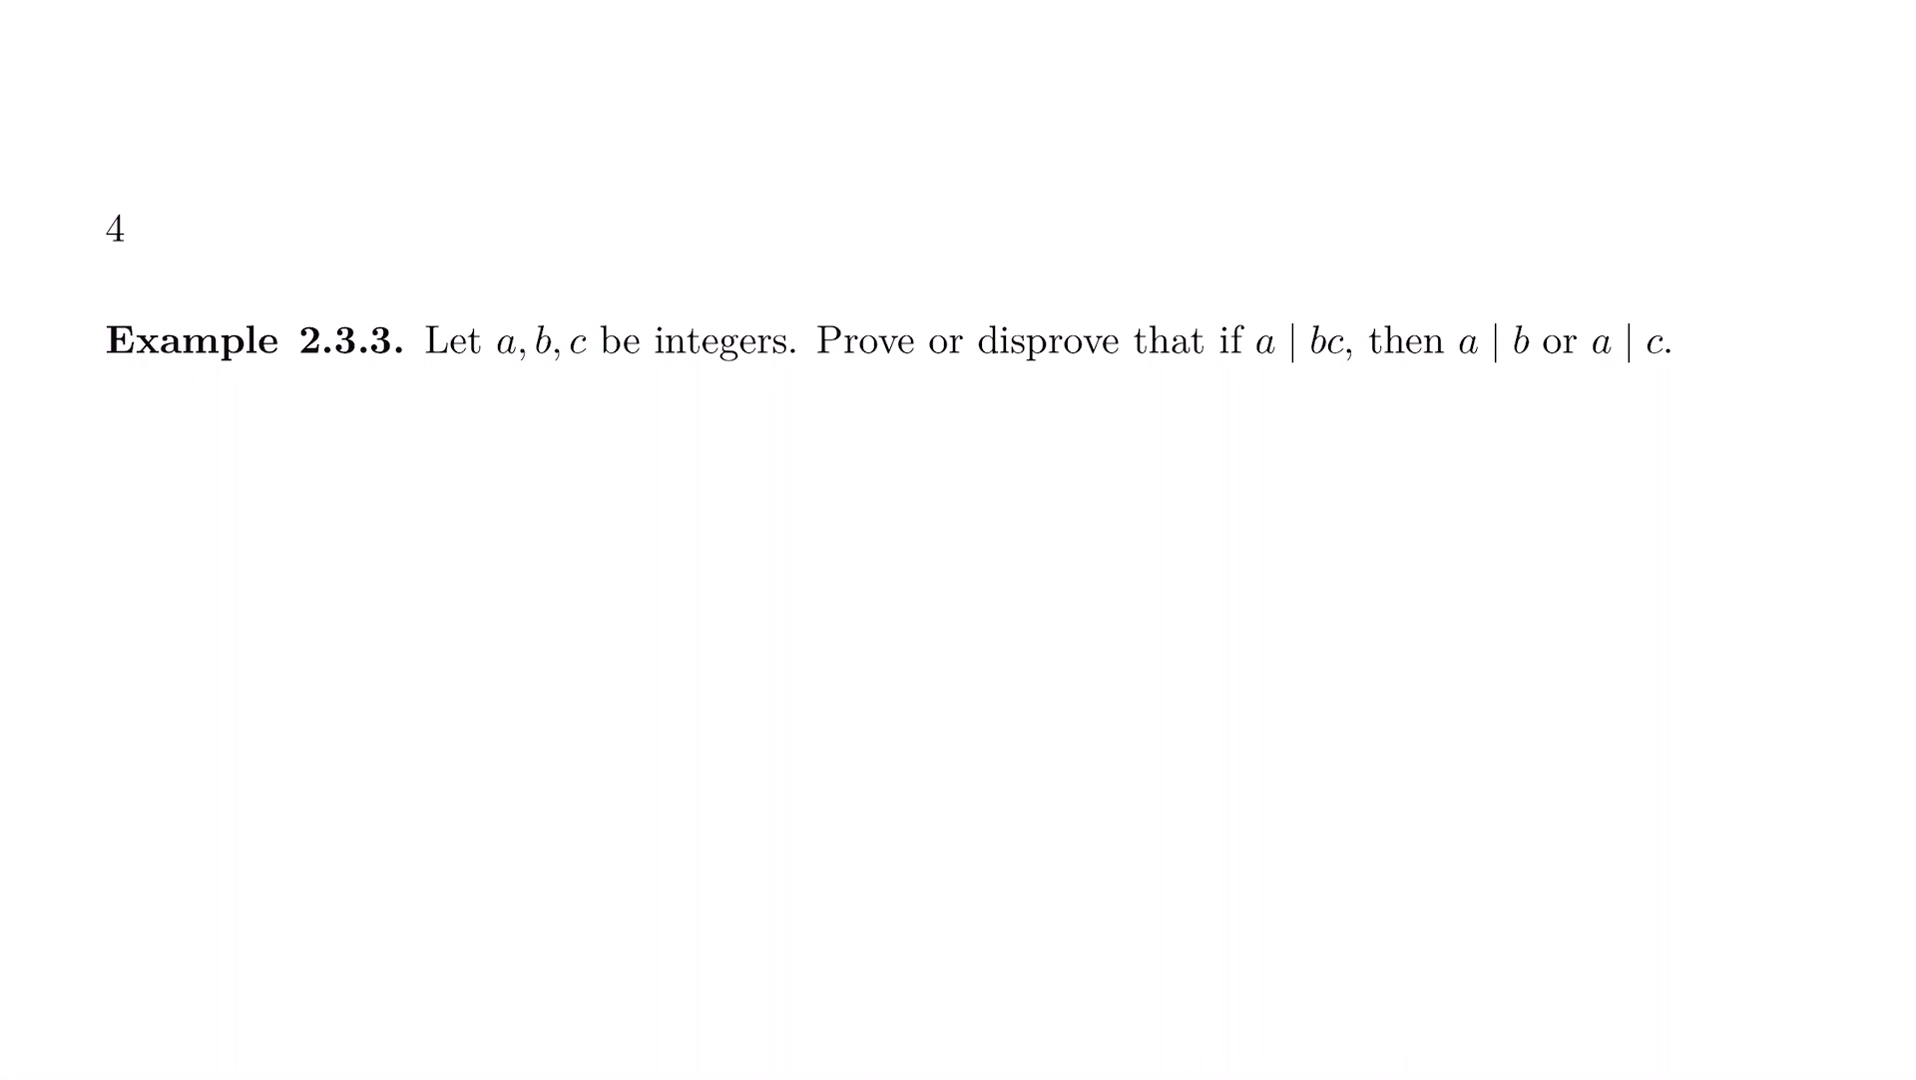 4
Example 2.3.3. Let a, b, c be integers. Prove or disprove that if a | bc, then a | b or a | c.